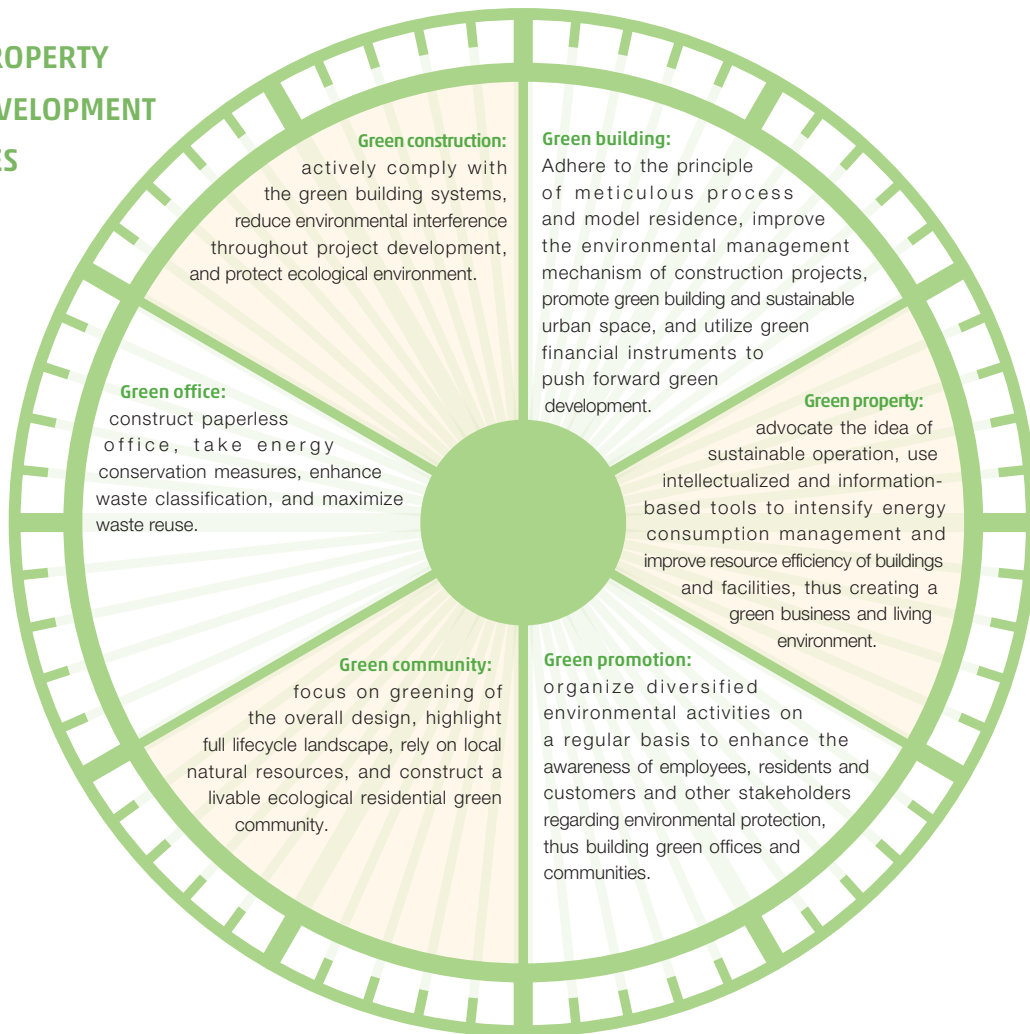 ROPERTY
VELOPMENT
ES
Green construction:
actively comply with
the green building systems,
reduce environmental interference
throughout project development,
and protect ecological environment.
Green building:
Adhere to the principle
of meticulous process
and model residence, improve
the environmental management
mechanism of construction projects,
promote green building and sustainable
urban space, and utilize green
financial instruments to
push forward green
development.
Green office:
construct paperless
office, take energy
conservation measures, enhance
waste classification, and maximize
waste reuse.
Green property:
advocate the idea of
sustainable operation, use
intellectualized and information-
based tools to intensify energy
consumption management and
improve resource efficiency of buildings
and facilities, thus creating a
green business and living
environment.
Green community:
focus on greening of
the overall design, highlight
full lifecycle landscape, rely on local
natural resources, and construct a
livable ecological residential green
community.
Green promotion:
organize diversified
environmental activities on
a regular basis to enhance the
awareness of employees, residents and
customers and other stakeholders
regarding environmental protection,
thus building green offices and
communities.